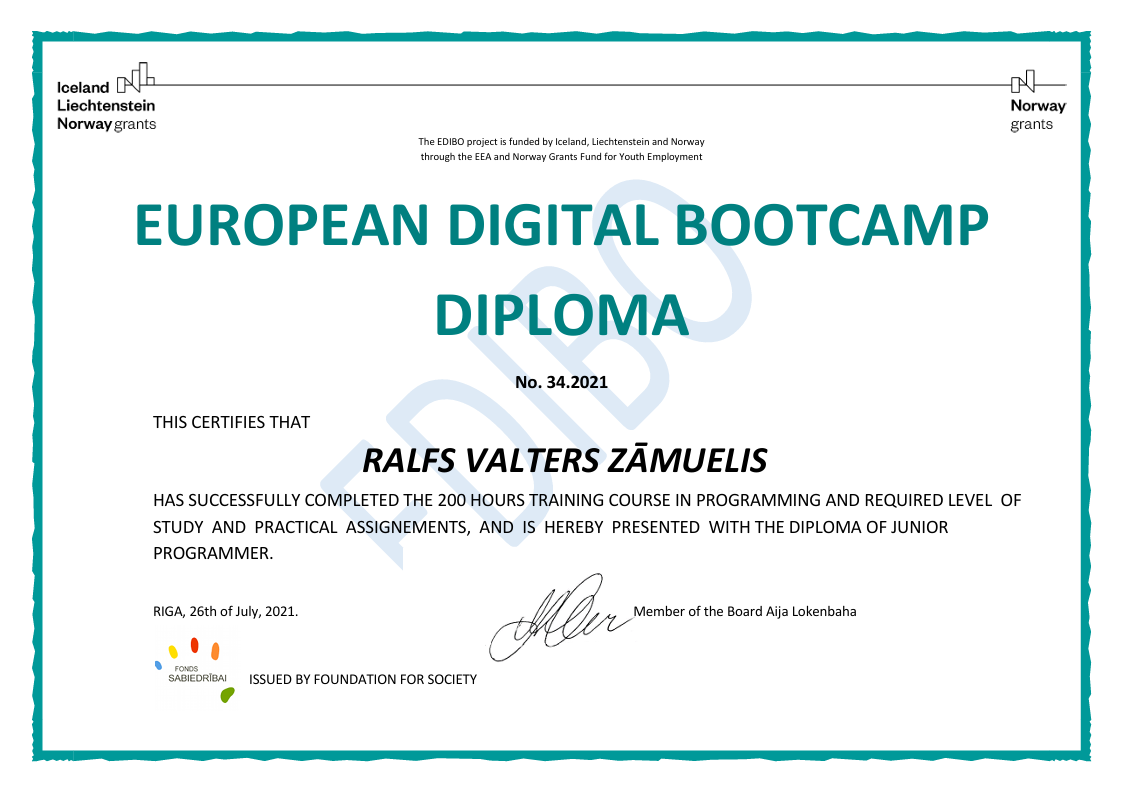 Iceland
Liechtenstein
Norway grants
Norway
grants
The EDIBO project is funded by Iceland, Liechtenstein and Norway
through the EEA and Norway Grants Fund for Youth Employment
EUROPEAN DIGITAL BOOTCAMP
DIPLOMA
EDIBO
No. 34.2021
THIS CERTIFIES THAT
RALFS VALTERS ZĀMUELIS
HAS SUCCESSFULLY COMPLETED THE 200 HOURS TRAINING COURSE IN PROGRAMMING AND REQUIRED LEVEL OF
STUDY AND PRACTICAL ASSIGNEMENTS, AND IS HEREBY PRESENTED WITH THE DIPLOMA OF JUNIOR
PROGRAMMER.
RIGA, 26th of July, 2021.
Member of the Board Aija Lokenbaha
FONDS
SABIEDRĪBAI
ISSUED BY FOUNDATION FOR SOCIETY